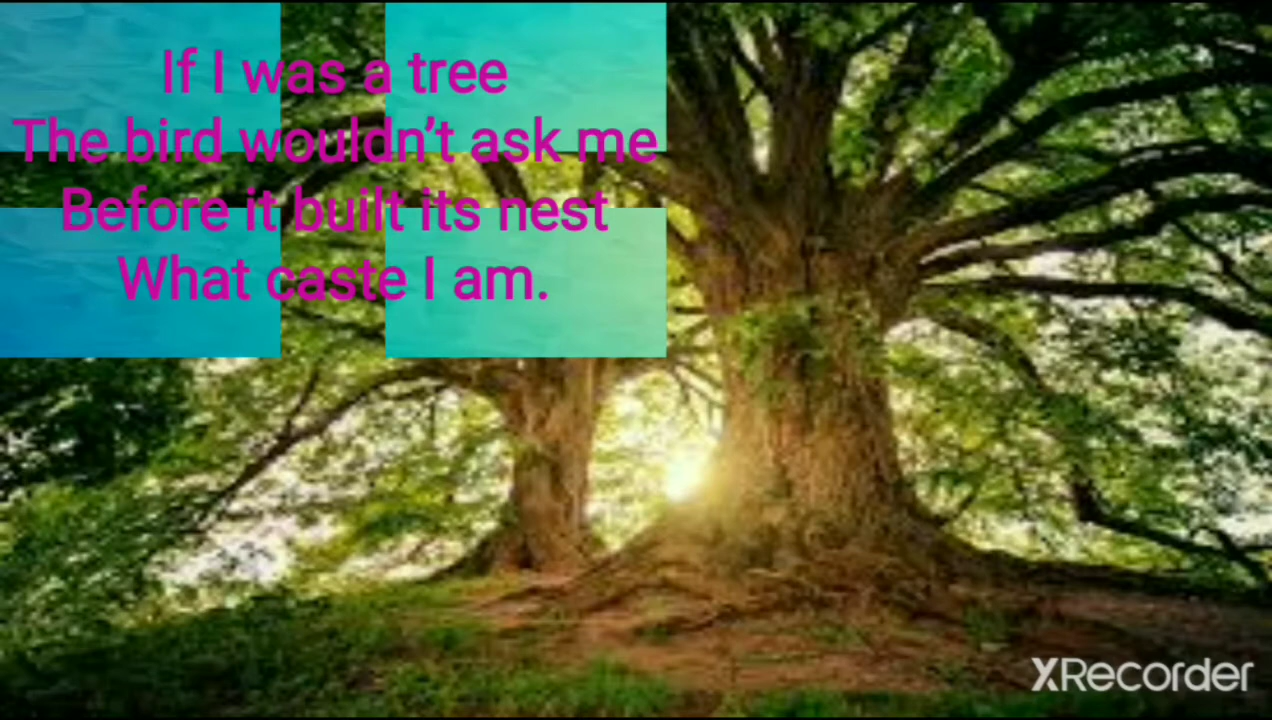 If I was a tree
The bird wouldn’t ask me
Before it built its nest
What caste I am.
XRecorder